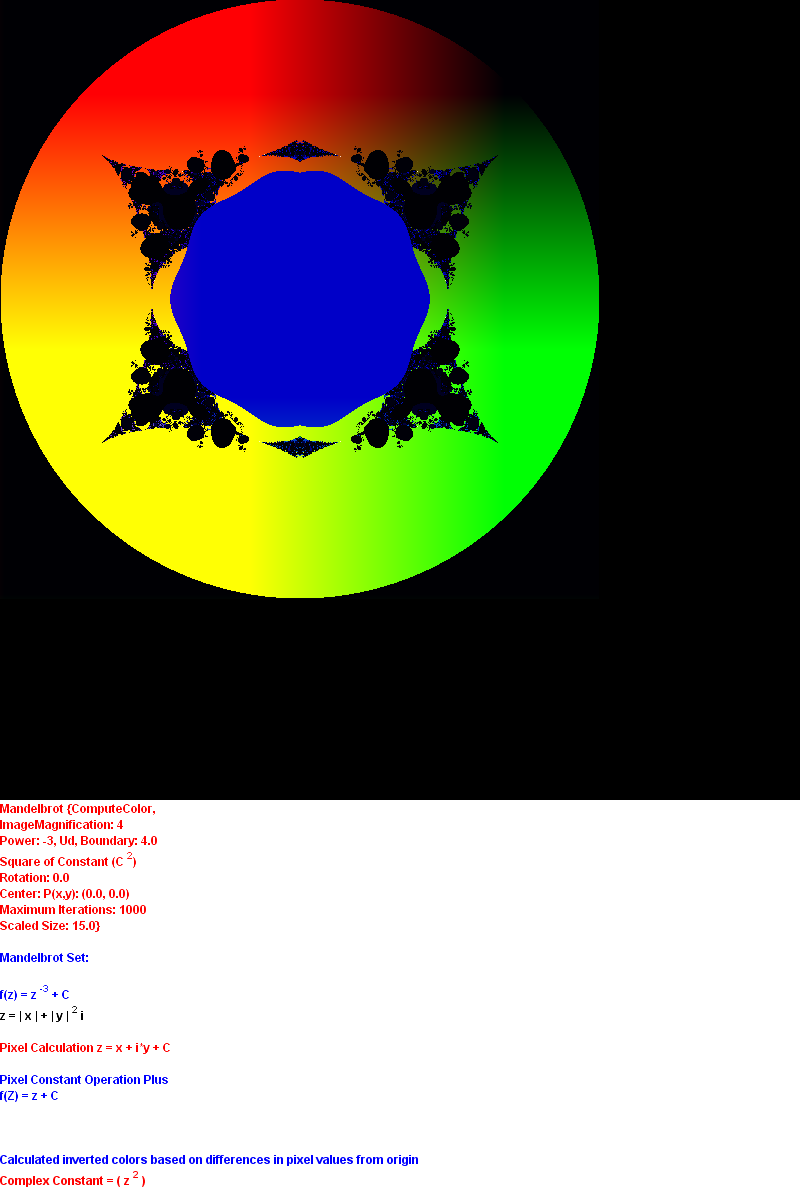 Mandelbrot {ComputeColor,
ImageMagnification: 4
Power: -3, Ud, Boundary: 4.0
Square of Constant (C 2)
Rotation: 0.0
Center: P(x,y): (0.0, 0.0)
Maximum Iterations: 1000
Scaled Size: 15.0}
Mandelbrot Set:
f(z) = z -3 + C
z = | x | + | y | 2 i
Pixel Calculation z = x + i*y + C
Pixel Constant Operation Plus
f(Z) = z + C
Calculated inverted colors based on differences in pixel values from origin
Complex Constant = ( z 2 )